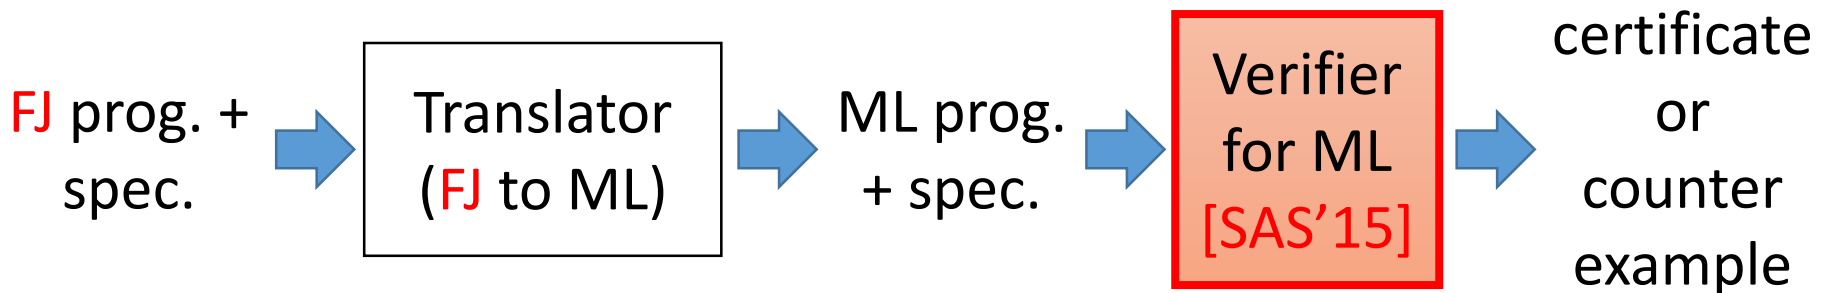 FJ prog. +
spec.
Translator
(FJ to ML)
ML prog.
+ spec.
Verifier
for ML
[SAS’15]
certificate
or
counter
example